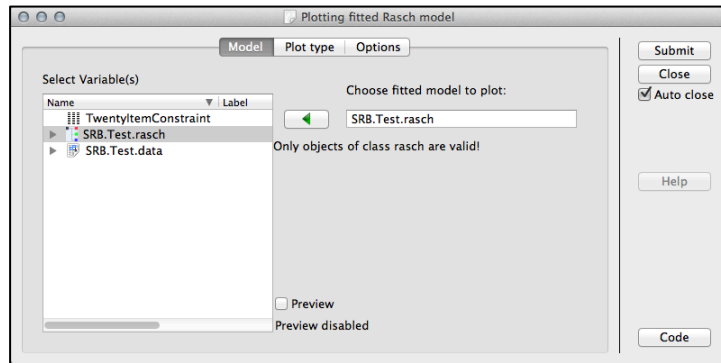 Plotting fitted Rasch model
Model Plot type Options
Select Variable(s)
Name Label
TwentyItemConstraint
SRB.Test.rasch
SRB.Test.data
Choose fitted model to plot:
SRB.Test.rasch
Only objects of class rasch are valid!
Preview
Preview disabled
Submit
Close
Auto close
Help
Code